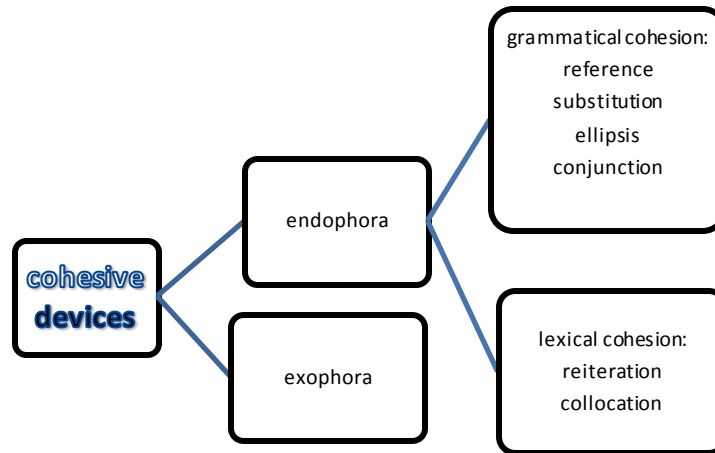 cohesive
devices
endophora
exophora
grammatical cohesion:
reference
substitution
ellipsis
conjunction
lexical cohesion:
reiteration
collocation